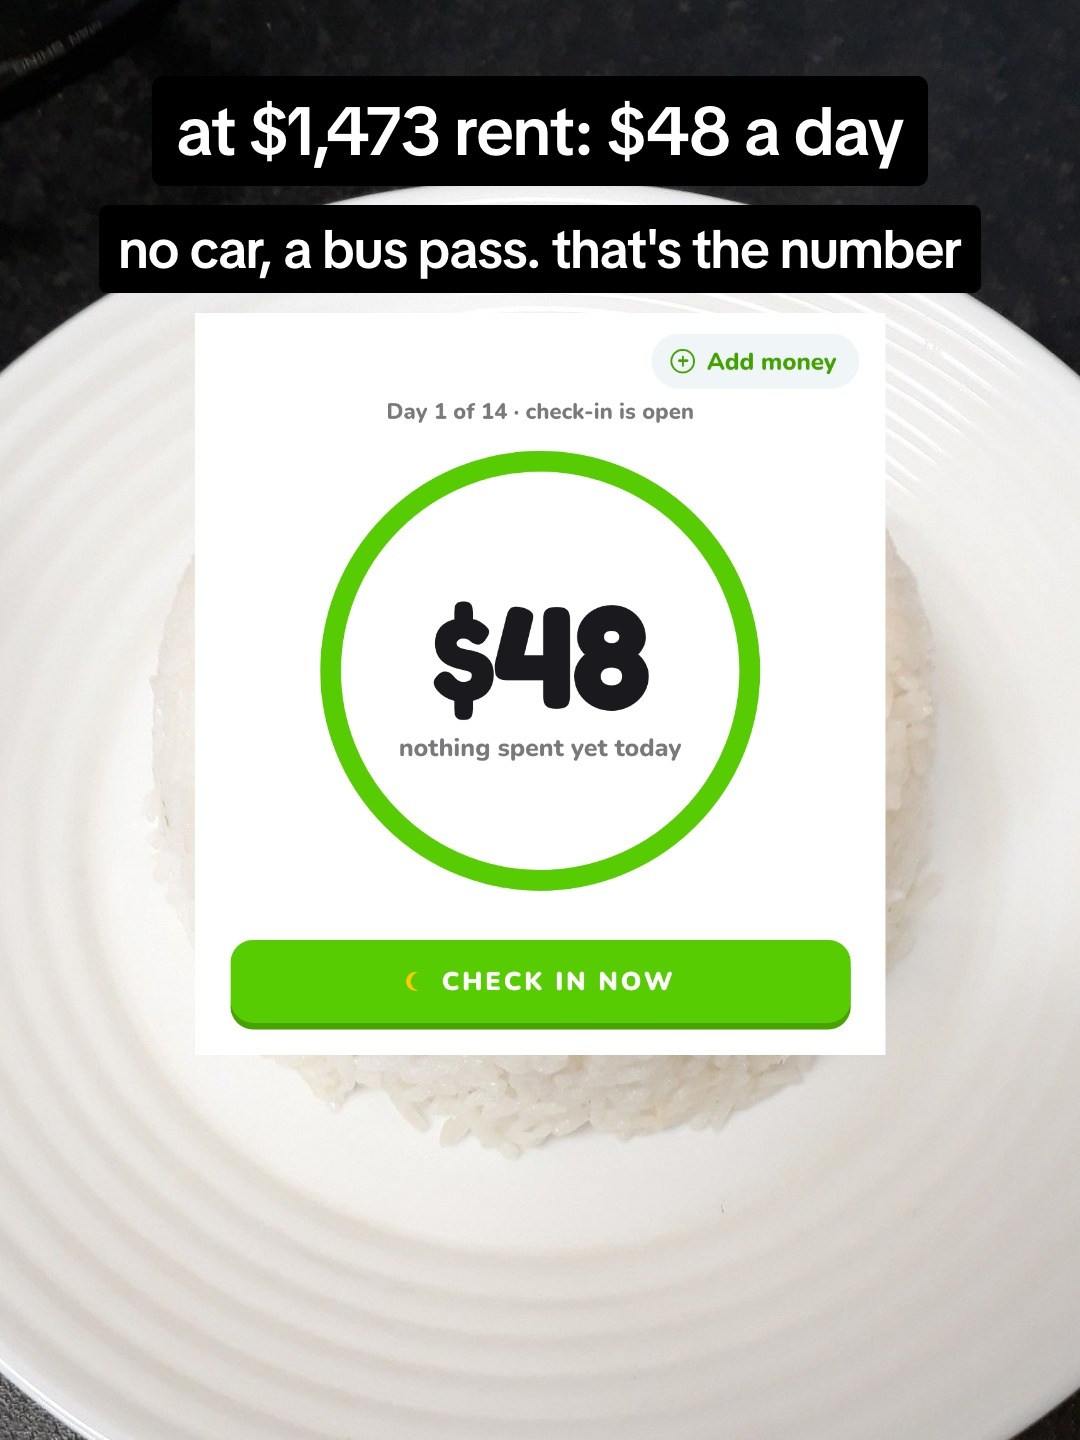 at $1,473 rent: $48 a day
no car, a bus pass. that's the number
Add money
Day 1 of 14 · check-in is open
$48
nothing spent yet today
CHECK IN NOW